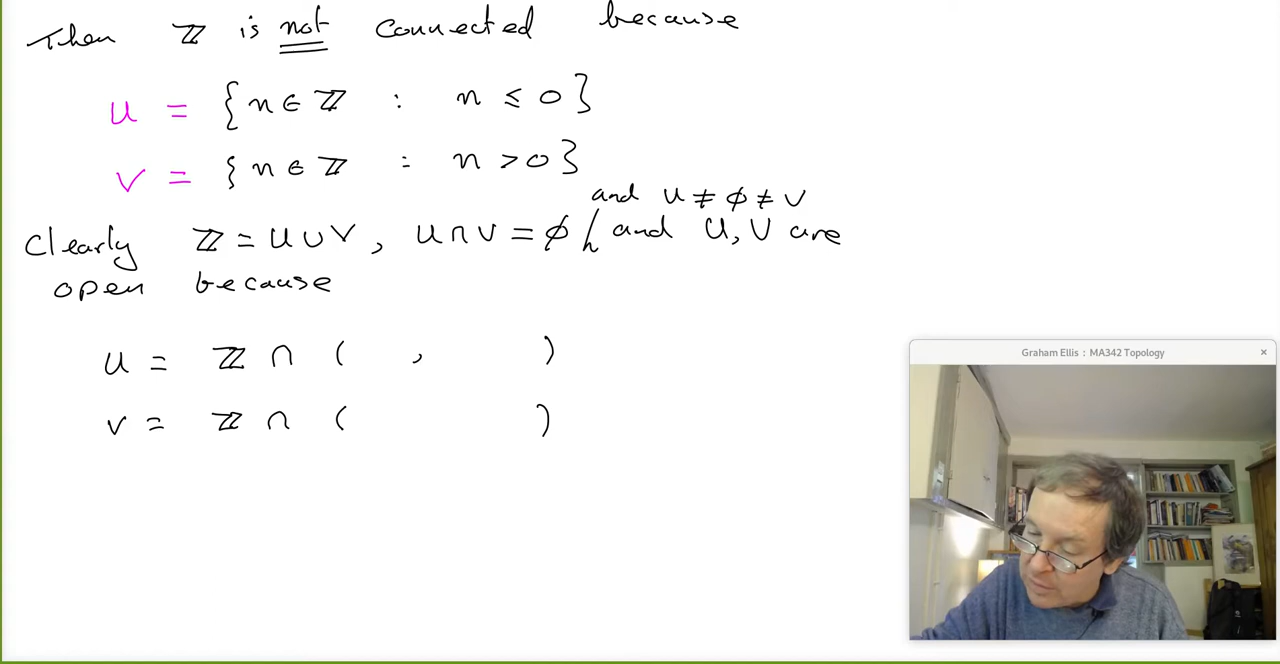 Then ℤ is not connected because
U = {n ∈ ℤ : n ≤ 0}
V = {n ∈ ℤ : n > 0}
and U ≠ ∅ ≠ V
Clearly ℤ = U ∪ V, U ∩ V = ∅ and U, V are
open because
U = ℤ ∩ ( , )
V = ℤ ∩ ( )
Graham Ellis : MA342 Topology